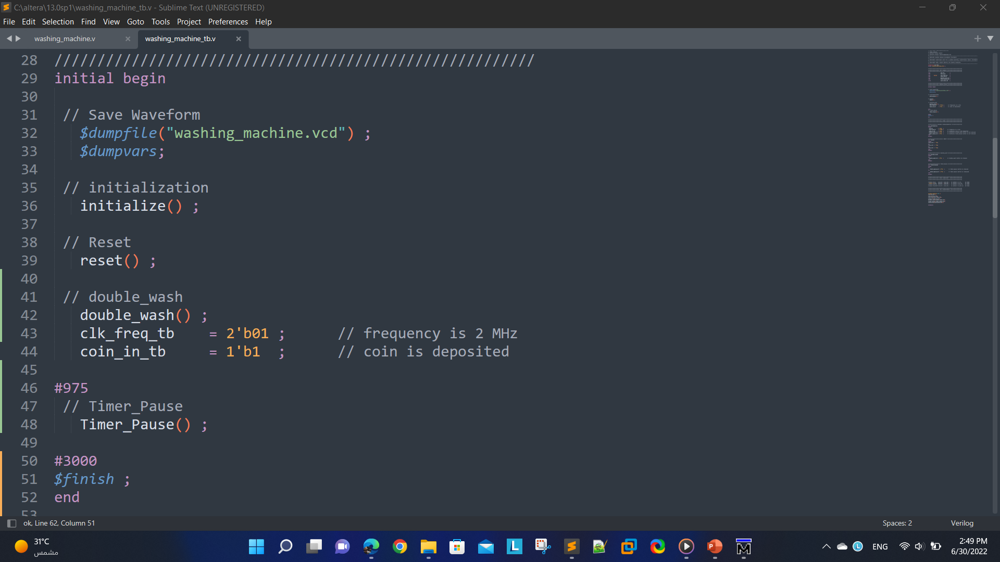 C:\altera\13.0sp1\washing_machine_tb.v - Sublime Text (UNREGISTERED)
File Edit Selection Find View Goto Tools Project Preferences Help
washing_machine.v washing_machine_tb.v
28 ////////////////////////////////////////////////////////
29 initial begin
30
31 // Save Waveform
32 $dumpfile("washing_machine.vcd") ;
33 $dumpvars;
34
35 // initialization
36 initialize() ;
37
38 // Reset
39 reset() ;
40
41 // double_wash
42 double_wash() ;
43 clk_freq_tb = 2'b01 ; // frequency is 2 MHz
44 coin_in_tb = 1'b1 ; // coin is deposited
45
46 #975
47 // Timer_Pause
48 Timer_Pause() ;
49
50 #3000
51 $finish ;
52 end
53
ok, Line 62, Column 51 Spaces: 2 Verilog
31°C
مشمس
ENG
2:49 PM
6/30/2022